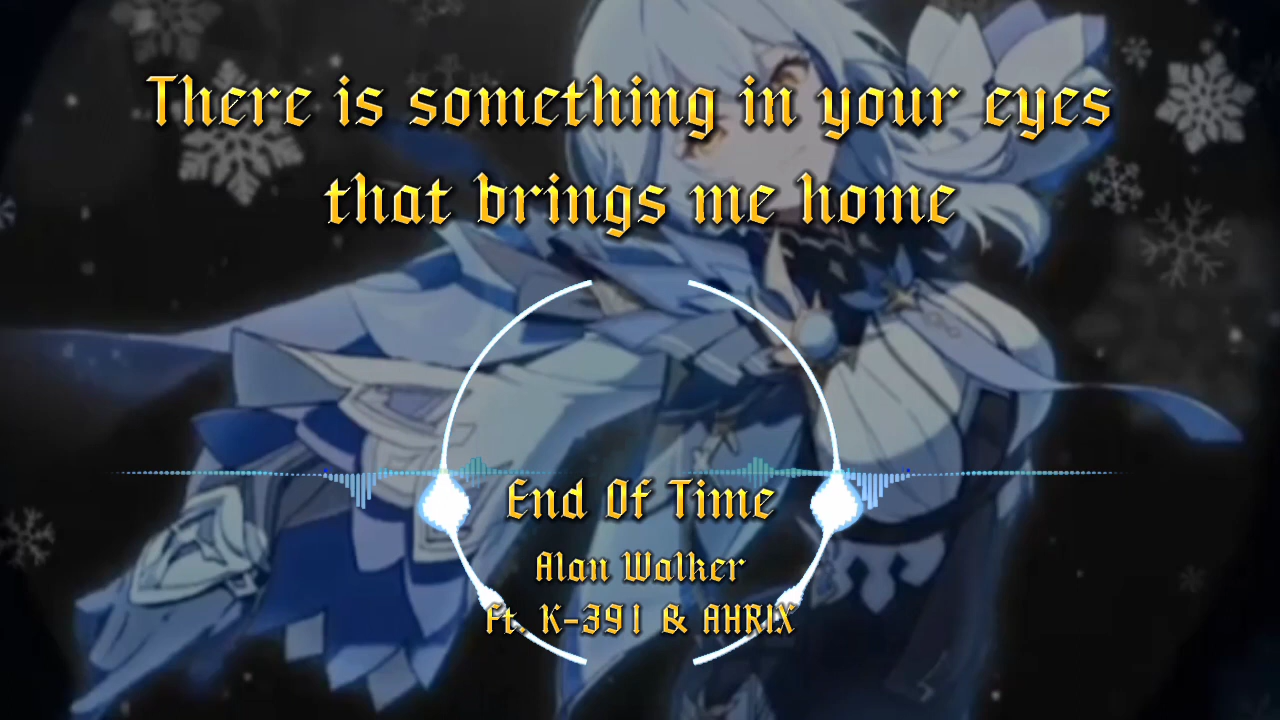 There is something in your eyes
that brings me home
End Of Time
Alan Walker
ft. K-391 & AHRIX